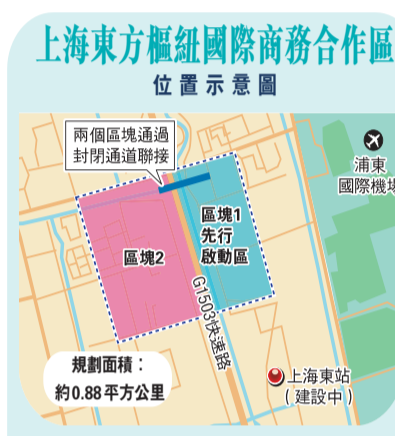 上海東方樞紐國際商務合作區
位置示意圖
兩個區塊通過
封閉通道聯接
浦東
國際機場
區塊1
先行
啟動區
區塊2
G1503快速路
規劃面積：
約0.88平方公里
上海東站
（建設中）